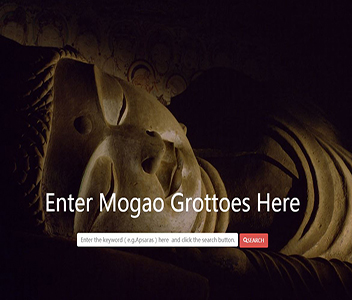 Enter Mogao Grottoes Here
Enter the keyword ( e.g.Apsaras ) here and click the search button. SEARCH